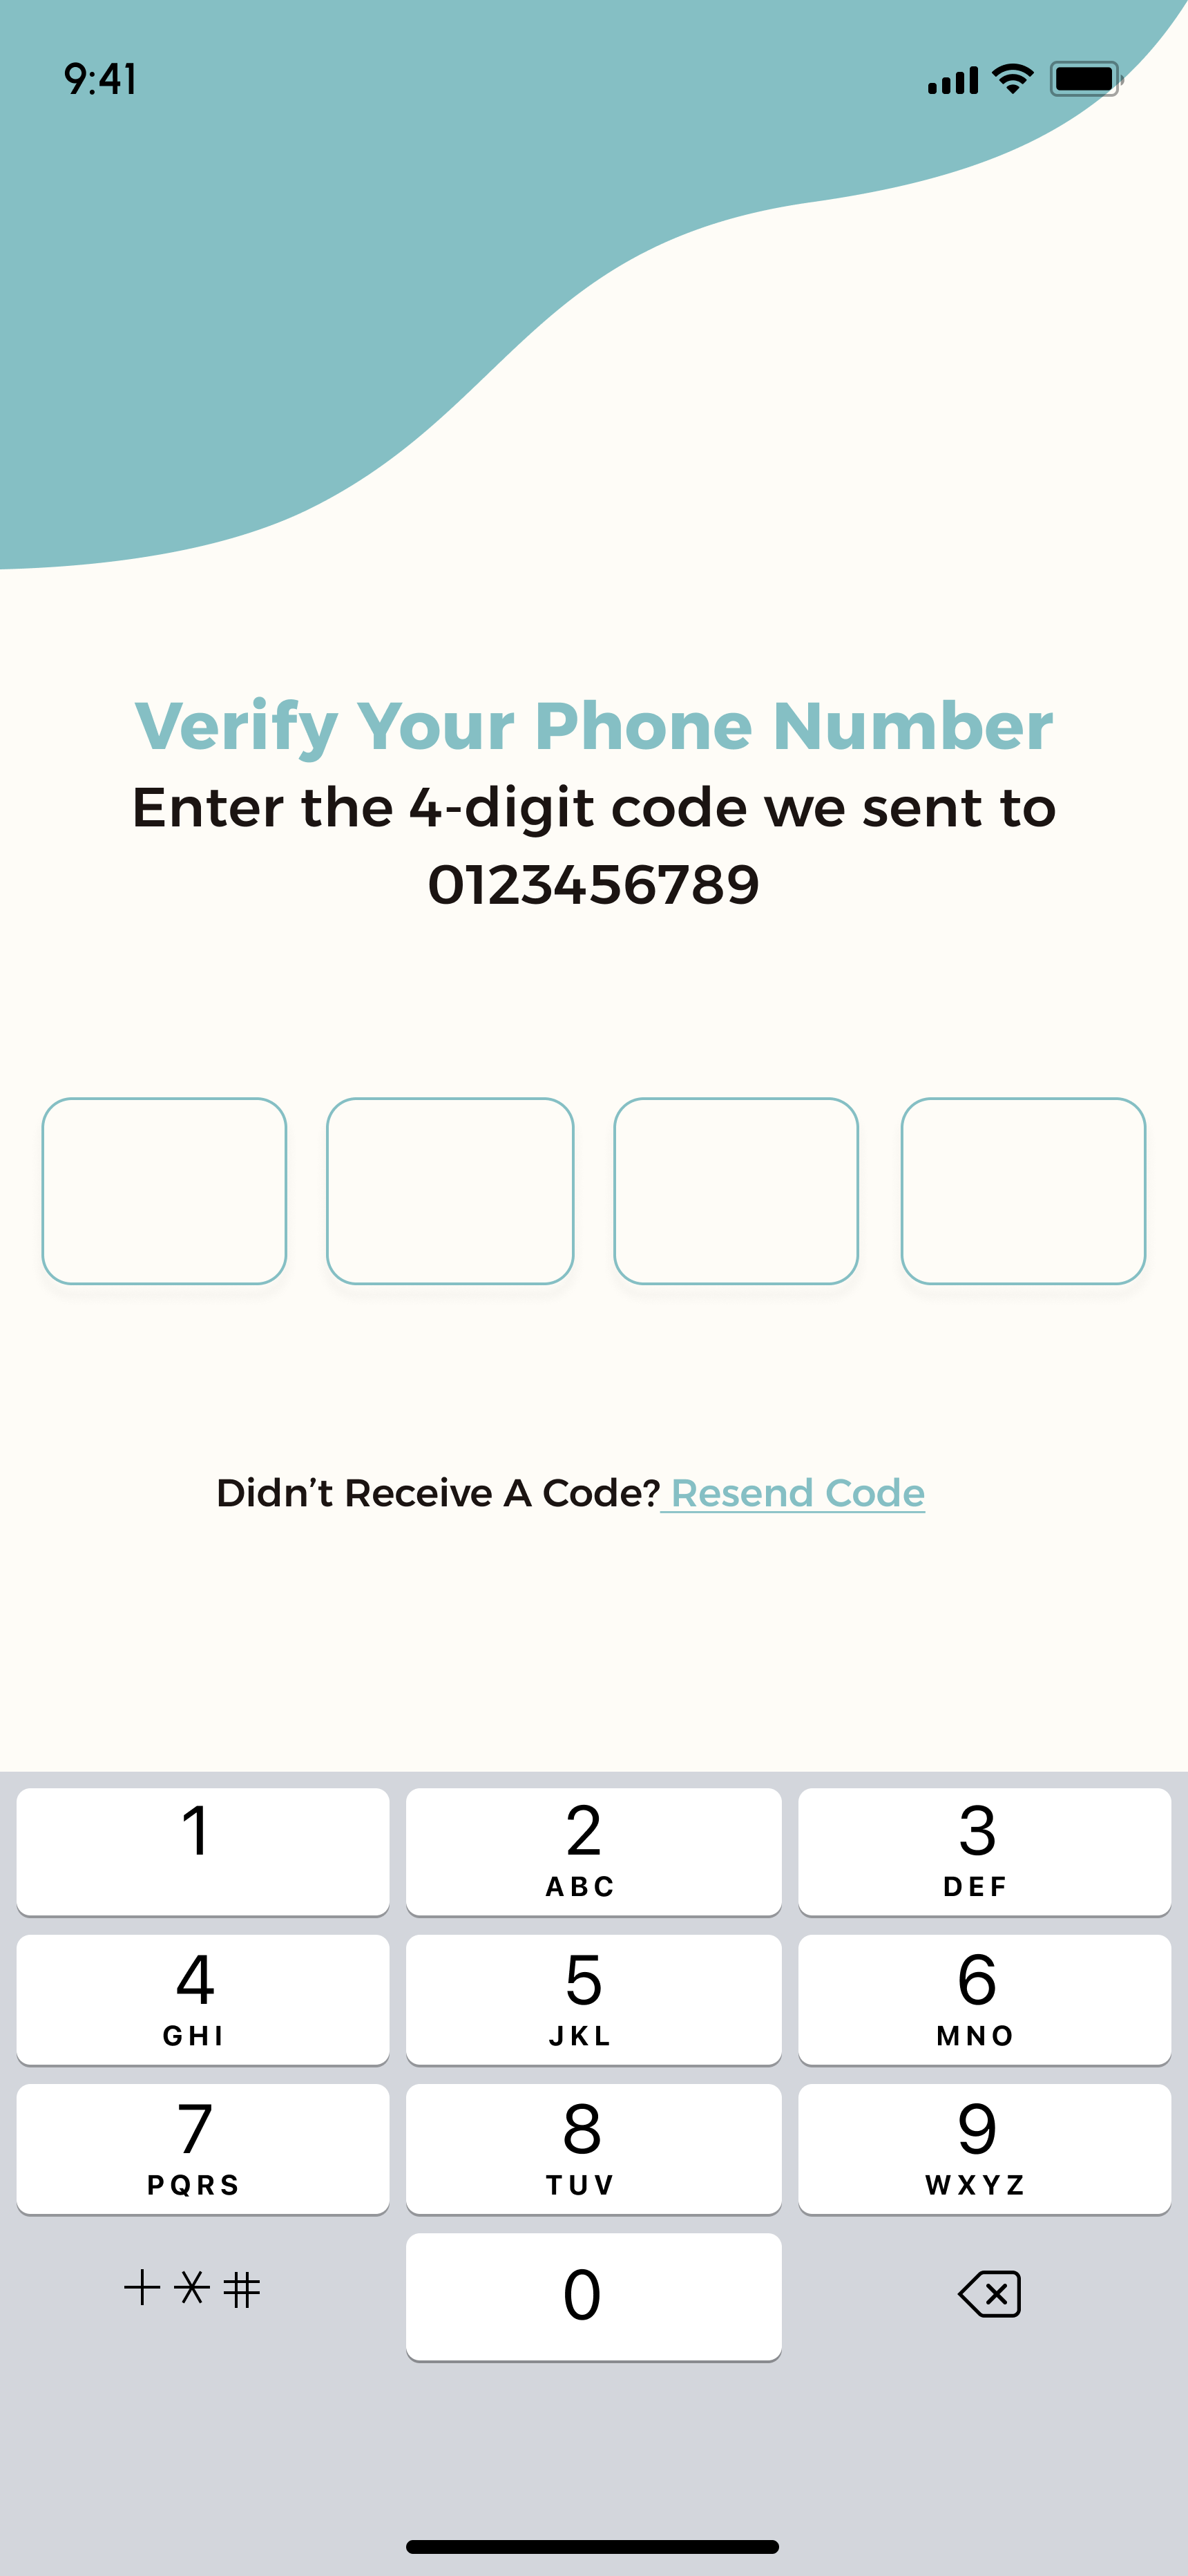 9:41
Verify Your Phone Number
Enter the 4-digit code we sent to
0123456789
Didn’t Receive A Code? Resend Code
1 2 3
ABC DEF
4 5 6
GHI JKL MNO
7 8 9
PQRS TUV WXYZ
+*# 0